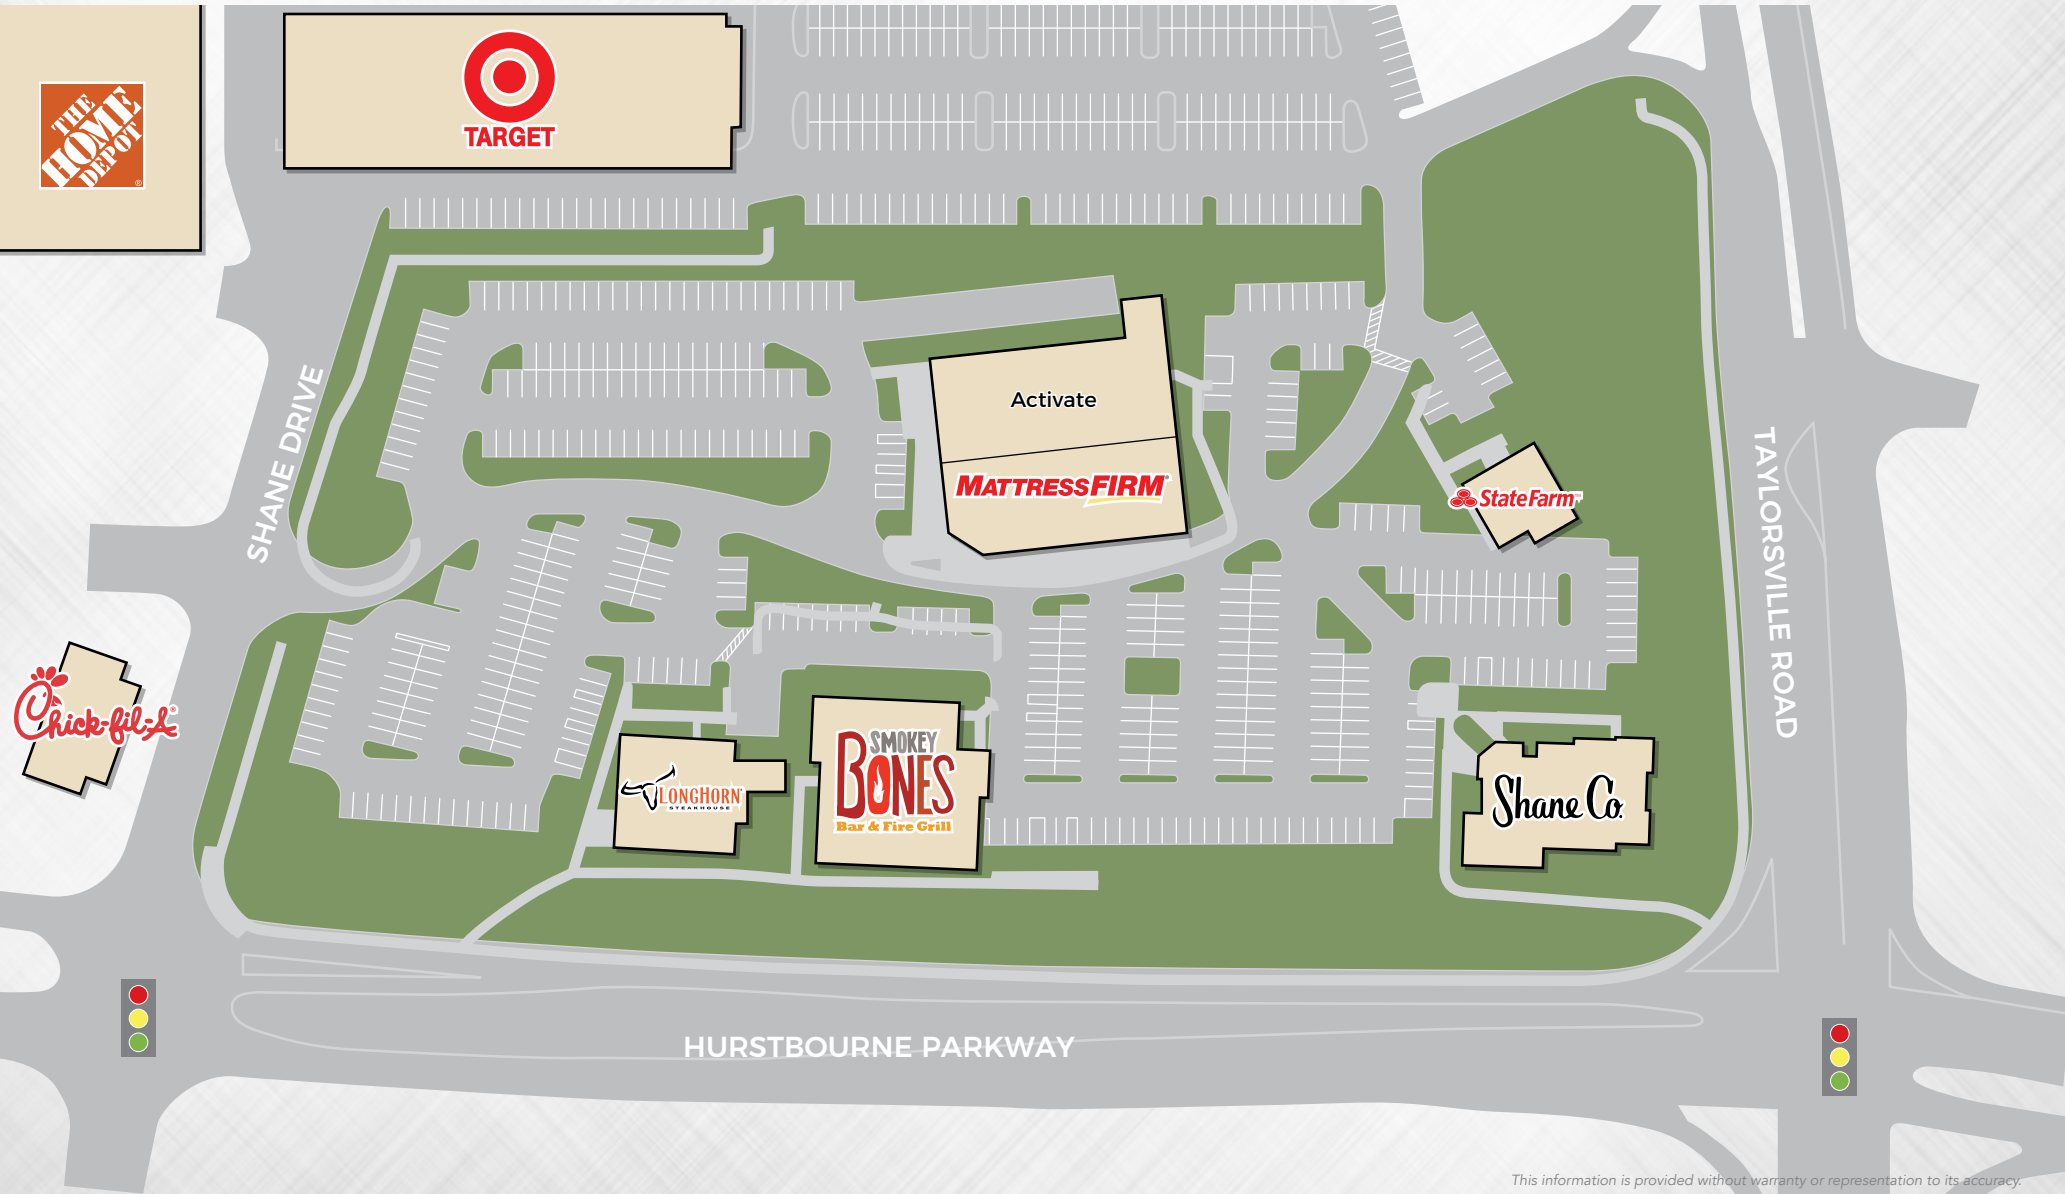 THE
HOME
DEPOT
®
TARGET
Activate
MATTRESSFIRM
SHANE DRIVE
StateFarm
TAYLORSVILLE ROAD
Chick-fil-A
SMOKEY
BONES
Bar & Fire Grill
LONGHORN
STEAKHOUSE
Shane Co.
HURSTBOURNE PARKWAY
This information is provided without warranty or representation to its accuracy.